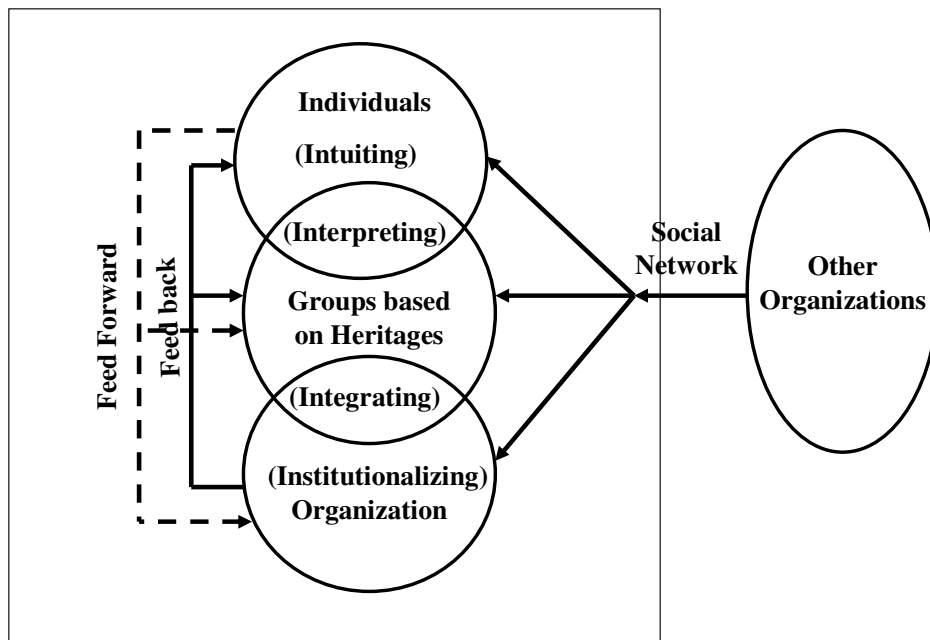 Individuals
(Intuiting)
(Interpreting)
Groups based
on Heritages
(Integrating)
(Institutionalizing)
Organization
Feed Forward
Feed back
Social
Network
Other
Organizations